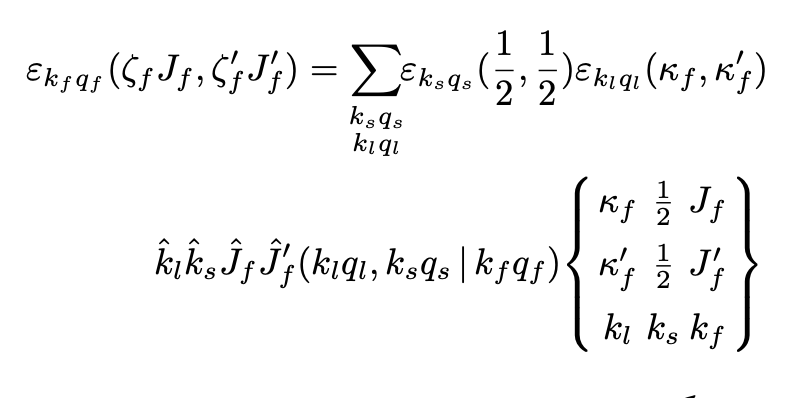 ε_{k_f q_f}(ζ_f J_f, ζ'_f J'_f) = ∑_{k_s q_s k_l q_l} ε_{k_s q_s}(1/2, 1/2) ε_{k_l q_l}(κ_f, κ'_f)
k̂_l k̂_s Ĵ_f Ĵ'_f (k_l q_l, k_s q_s | k_f q_f) { κ_f 1/2 J_f
κ'_f 1/2 J'_f
k_l k_s k_f }